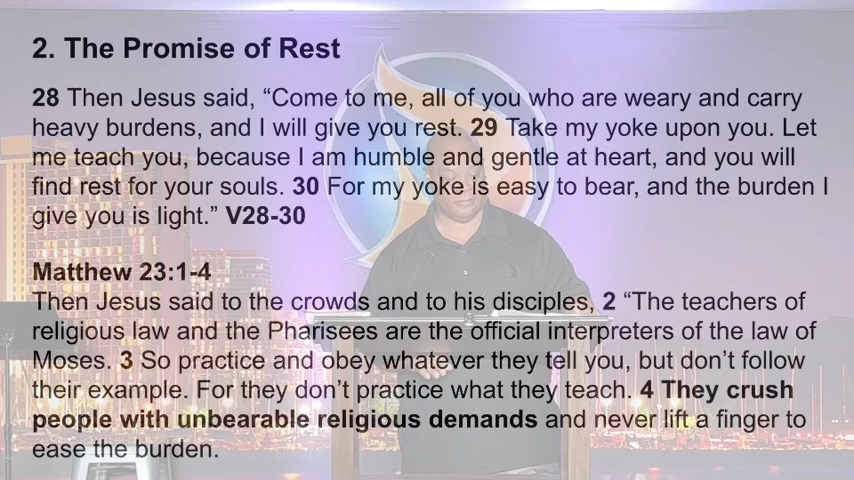 2. The Promise of Rest
28 Then Jesus said, “Come to me, all of you who are weary and carry
heavy burdens, and I will give you rest. 29 Take my yoke upon you. Let
me teach you, because I am humble and gentle at heart, and you will
find rest for your souls. 30 For my yoke is easy to bear, and the burden I
give you is light.” V28-30
Matthew 23:1-4
Then Jesus said to the crowds and to his disciples, 2 “The teachers of
religious law and the Pharisees are the official interpreters of the law of
Moses. 3 So practice and obey whatever they tell you, but don’t follow
their example. For they don’t practice what they teach. 4 They crush
people with unbearable religious demands and never lift a finger to
ease the burden.